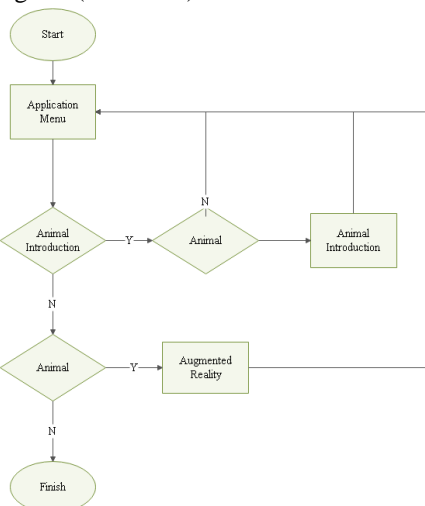 Start
Application
Menu
Animal
Introduction
Y
N
Animal
Animal
Introduction
N
Animal
Y
Augmented
Reality
N
Finish